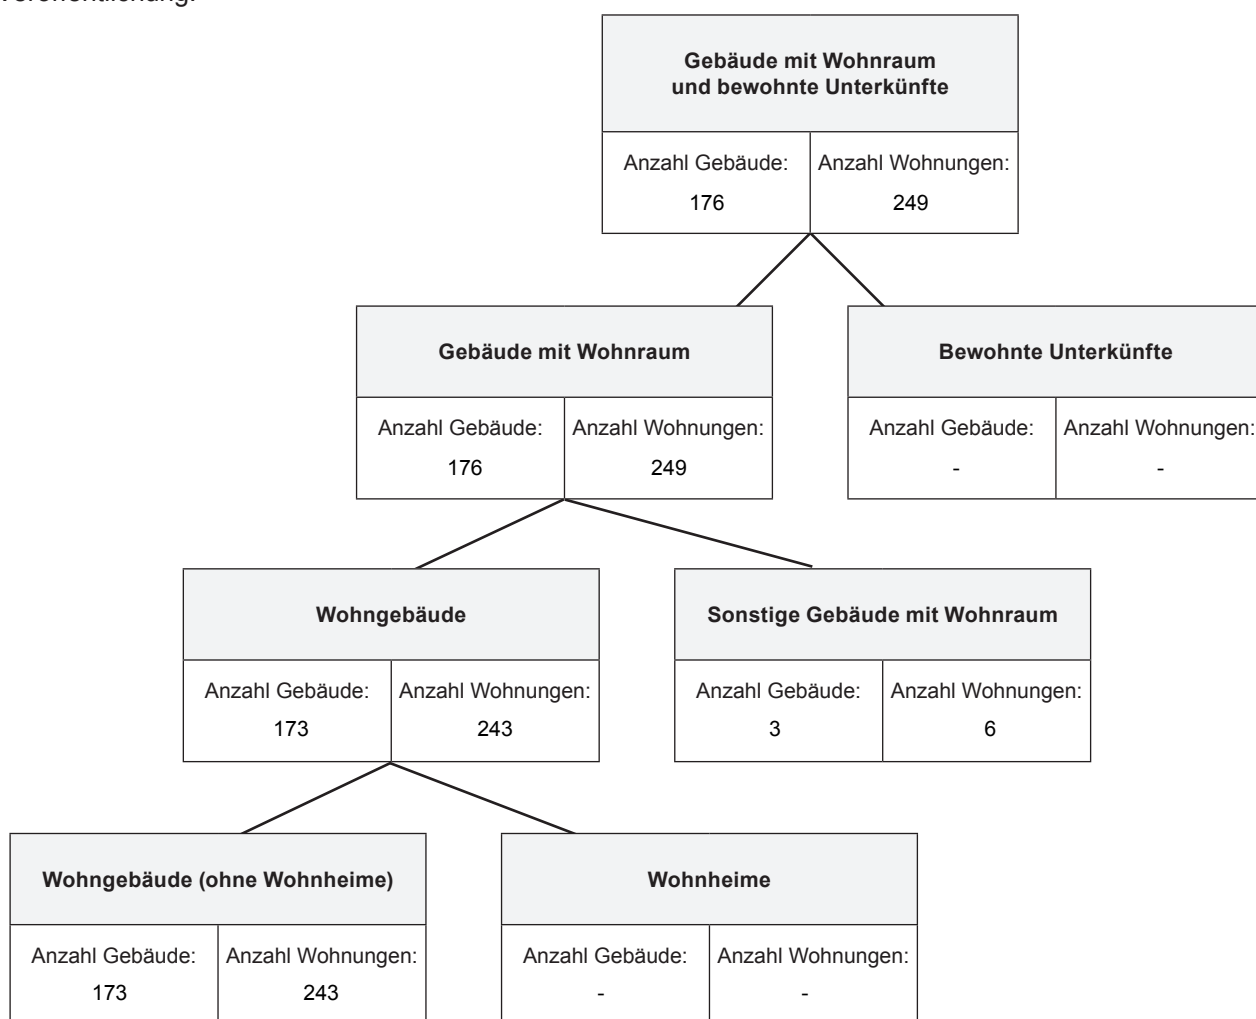 Veröffentlichung.
Gebäude mit Wohnraum
und bewohnte Unterkünfte
Anzahl Gebäude: Anzahl Wohnungen:
176 249
Gebäude mit Wohnraum
Anzahl Gebäude: Anzahl Wohnungen:
176 249
Bewohnte Unterkünfte
Anzahl Gebäude: Anzahl Wohnungen:
- -
Wohngebäude
Anzahl Gebäude: Anzahl Wohnungen:
173 243
Sonstige Gebäude mit Wohnraum
Anzahl Gebäude: Anzahl Wohnungen:
3 6
Wohngebäude (ohne Wohnheime)
Anzahl Gebäude: Anzahl Wohnungen:
173 243
Wohnheime
Anzahl Gebäude: Anzahl Wohnungen:
- -